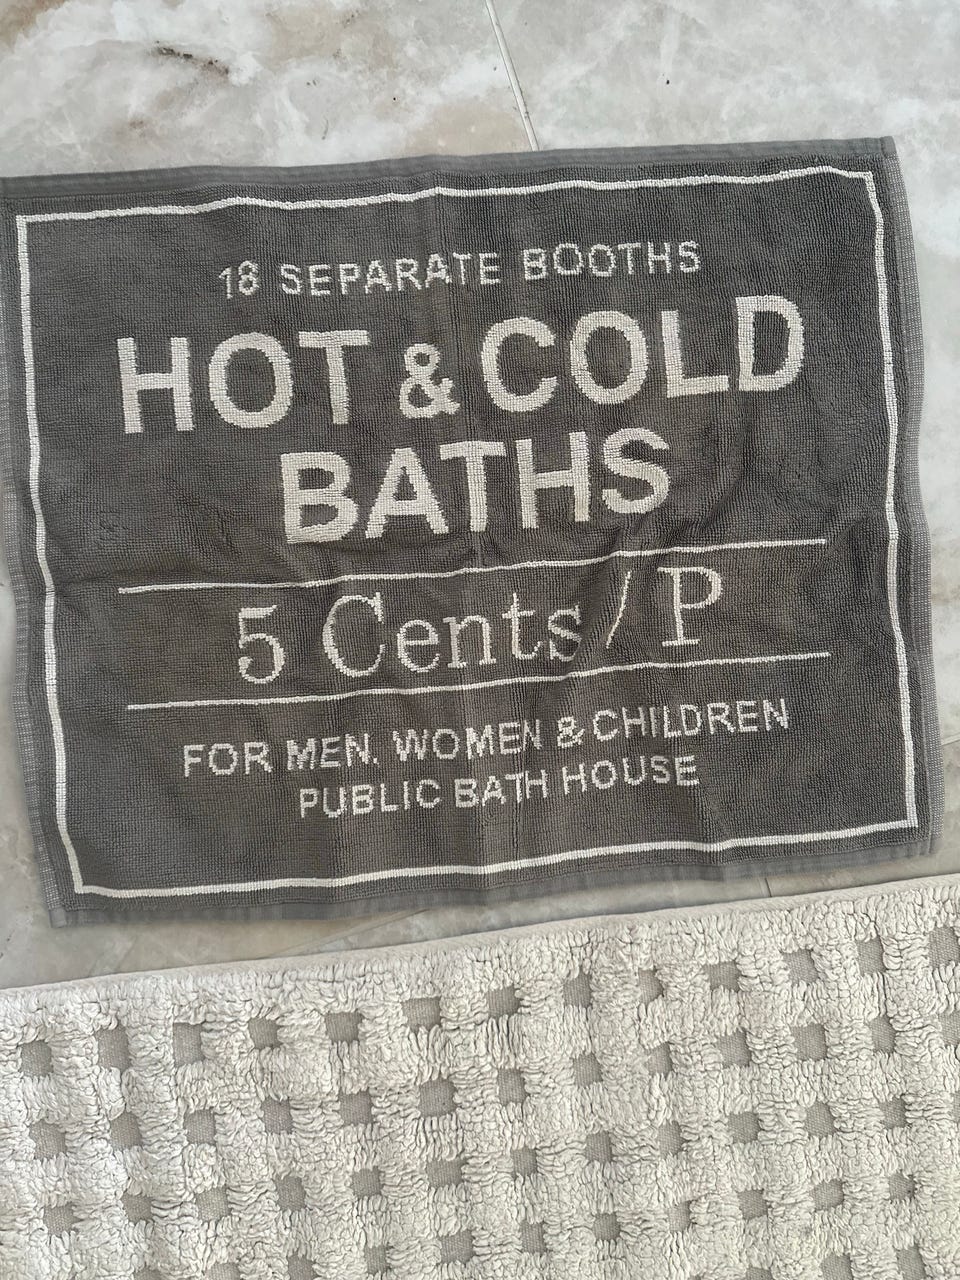 18 SEPARATE BOOTHS
HOT & COLD
BATHS
5 Cents / P
FOR MEN. WOMEN & CHILDREN
PUBLIC BATH HOUSE